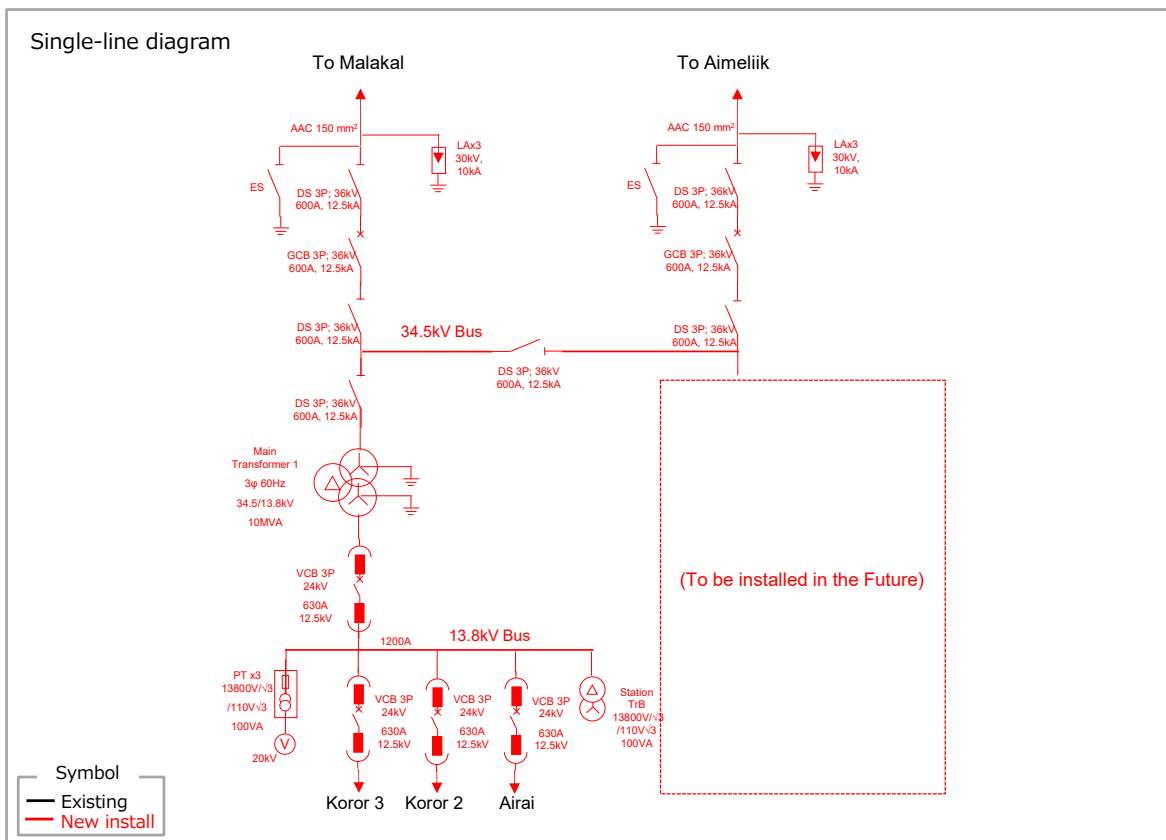 Single-line diagram
To Malakal
To Aimeliik
AAC 150 mm²
LAx3
30kV,
10kA
ES
DS 3P; 36kV
600A, 12.5kA
GCB 3P; 36kV
600A, 12.5kA
DS 3P; 36kV
600A, 12.5kA
AAC 150 mm²
LAx3
30kV,
10kA
ES
DS 3P; 36kV
600A, 12.5kA
GCB 3P; 36kV
600A, 12.5kA
DS 3P; 36kV
600A, 12.5kA
34.5kV Bus
DS 3P; 36kV
600A, 12.5kA
DS 3P; 36kV
600A, 12.5kA
Main
Transformer 1
3φ 60Hz
34.5/13.8kV
10MVA
VCB 3P
24kV
630A
12.5kV
1200A
13.8kV Bus
PT x3
13800V/√3
/110V√3
100VA
V
20kV
VCB 3P
24kV
630A
12.5kV
VCB 3P
24kV
630A
12.5kV
VCB 3P
24kV
630A
12.5kV
Station
TrB
13800V/√3
/110V√3
100VA
(To be installed in the Future)
Koror 3
Koror 2
Airai
Symbol
Existing
New install